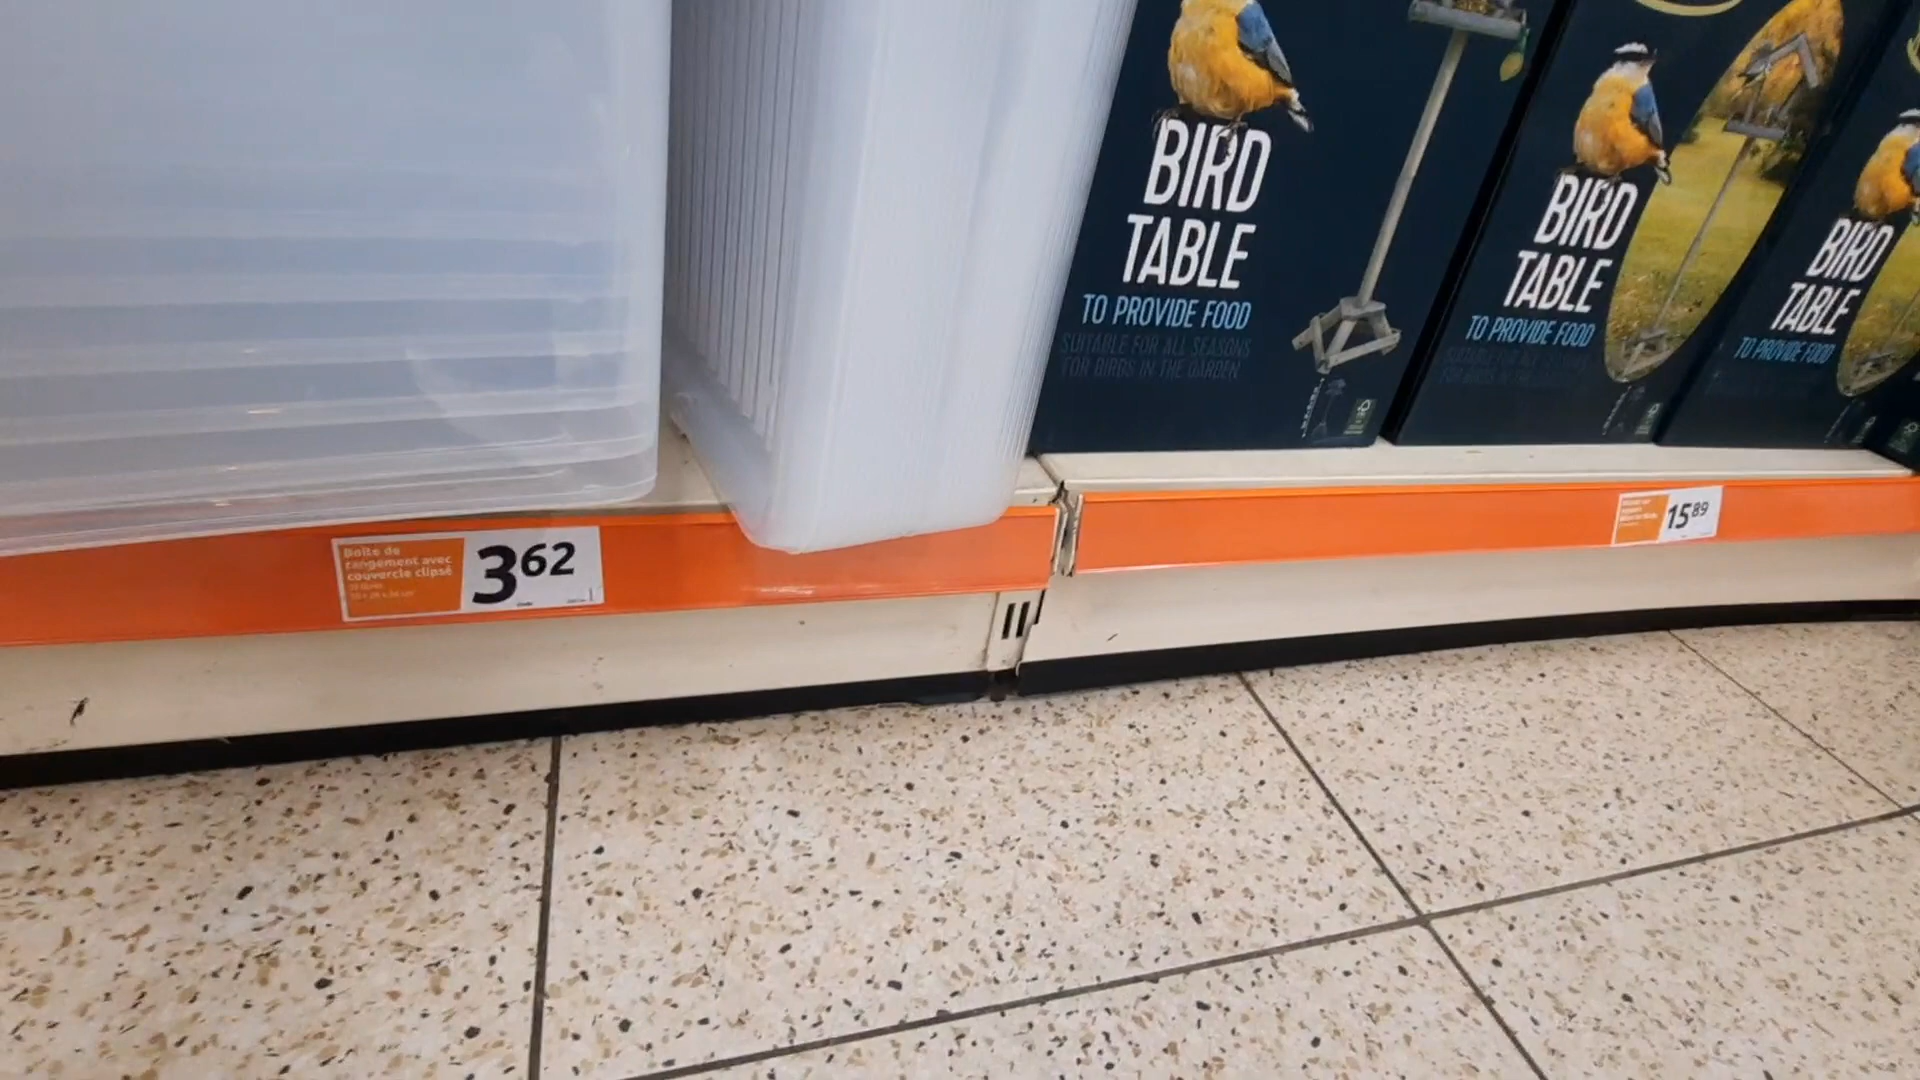 BIRD
TABLE
TO PROVIDE FOOD
SUITABLE FOR ALL SEASONS
FOR BIRDS IN THE GARDEN
BIRD
TABLE
TO PROVIDE FOOD
BIRD
TABLE
TO PROVIDE FOOD
Boîte de
rangement avec
couvercle clipsé
3 62
15 89